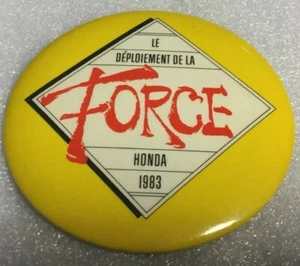 LE
DÉPLOIEMENT DE LA
FORCE
HONDA
1983